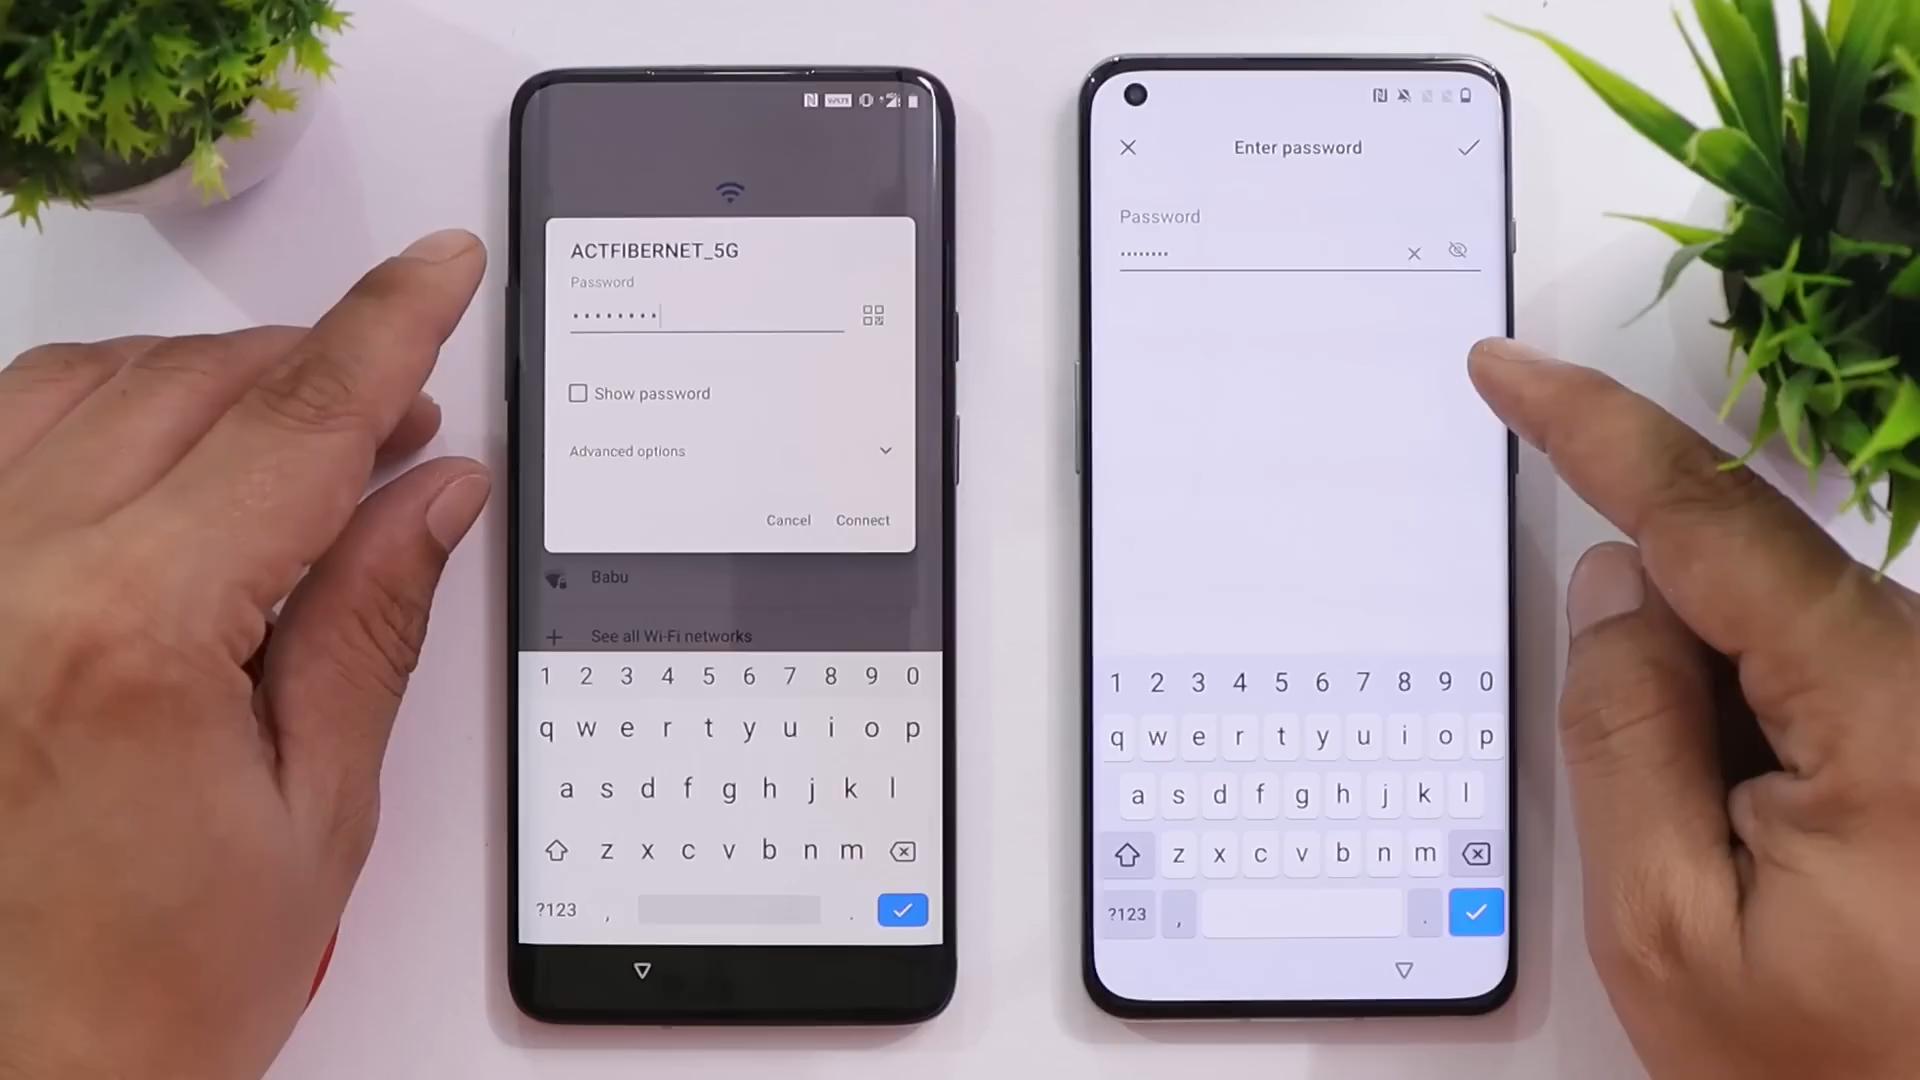 VoLTE
4G
ACTFIBERNET_5G
Password
........
Show password
Advanced options
Cancel Connect
Babu
See all Wi-Fi networks
1 2 3 4 5 6 7 8 9 0
q w e r t y u i o p
a s d f g h j k l
z x c v b n m
?123 , .
Enter password
Password
........
1 2 3 4 5 6 7 8 9 0
q w e r t y u i o p
a s d f g h j k l
z x c v b n m
?123 , .